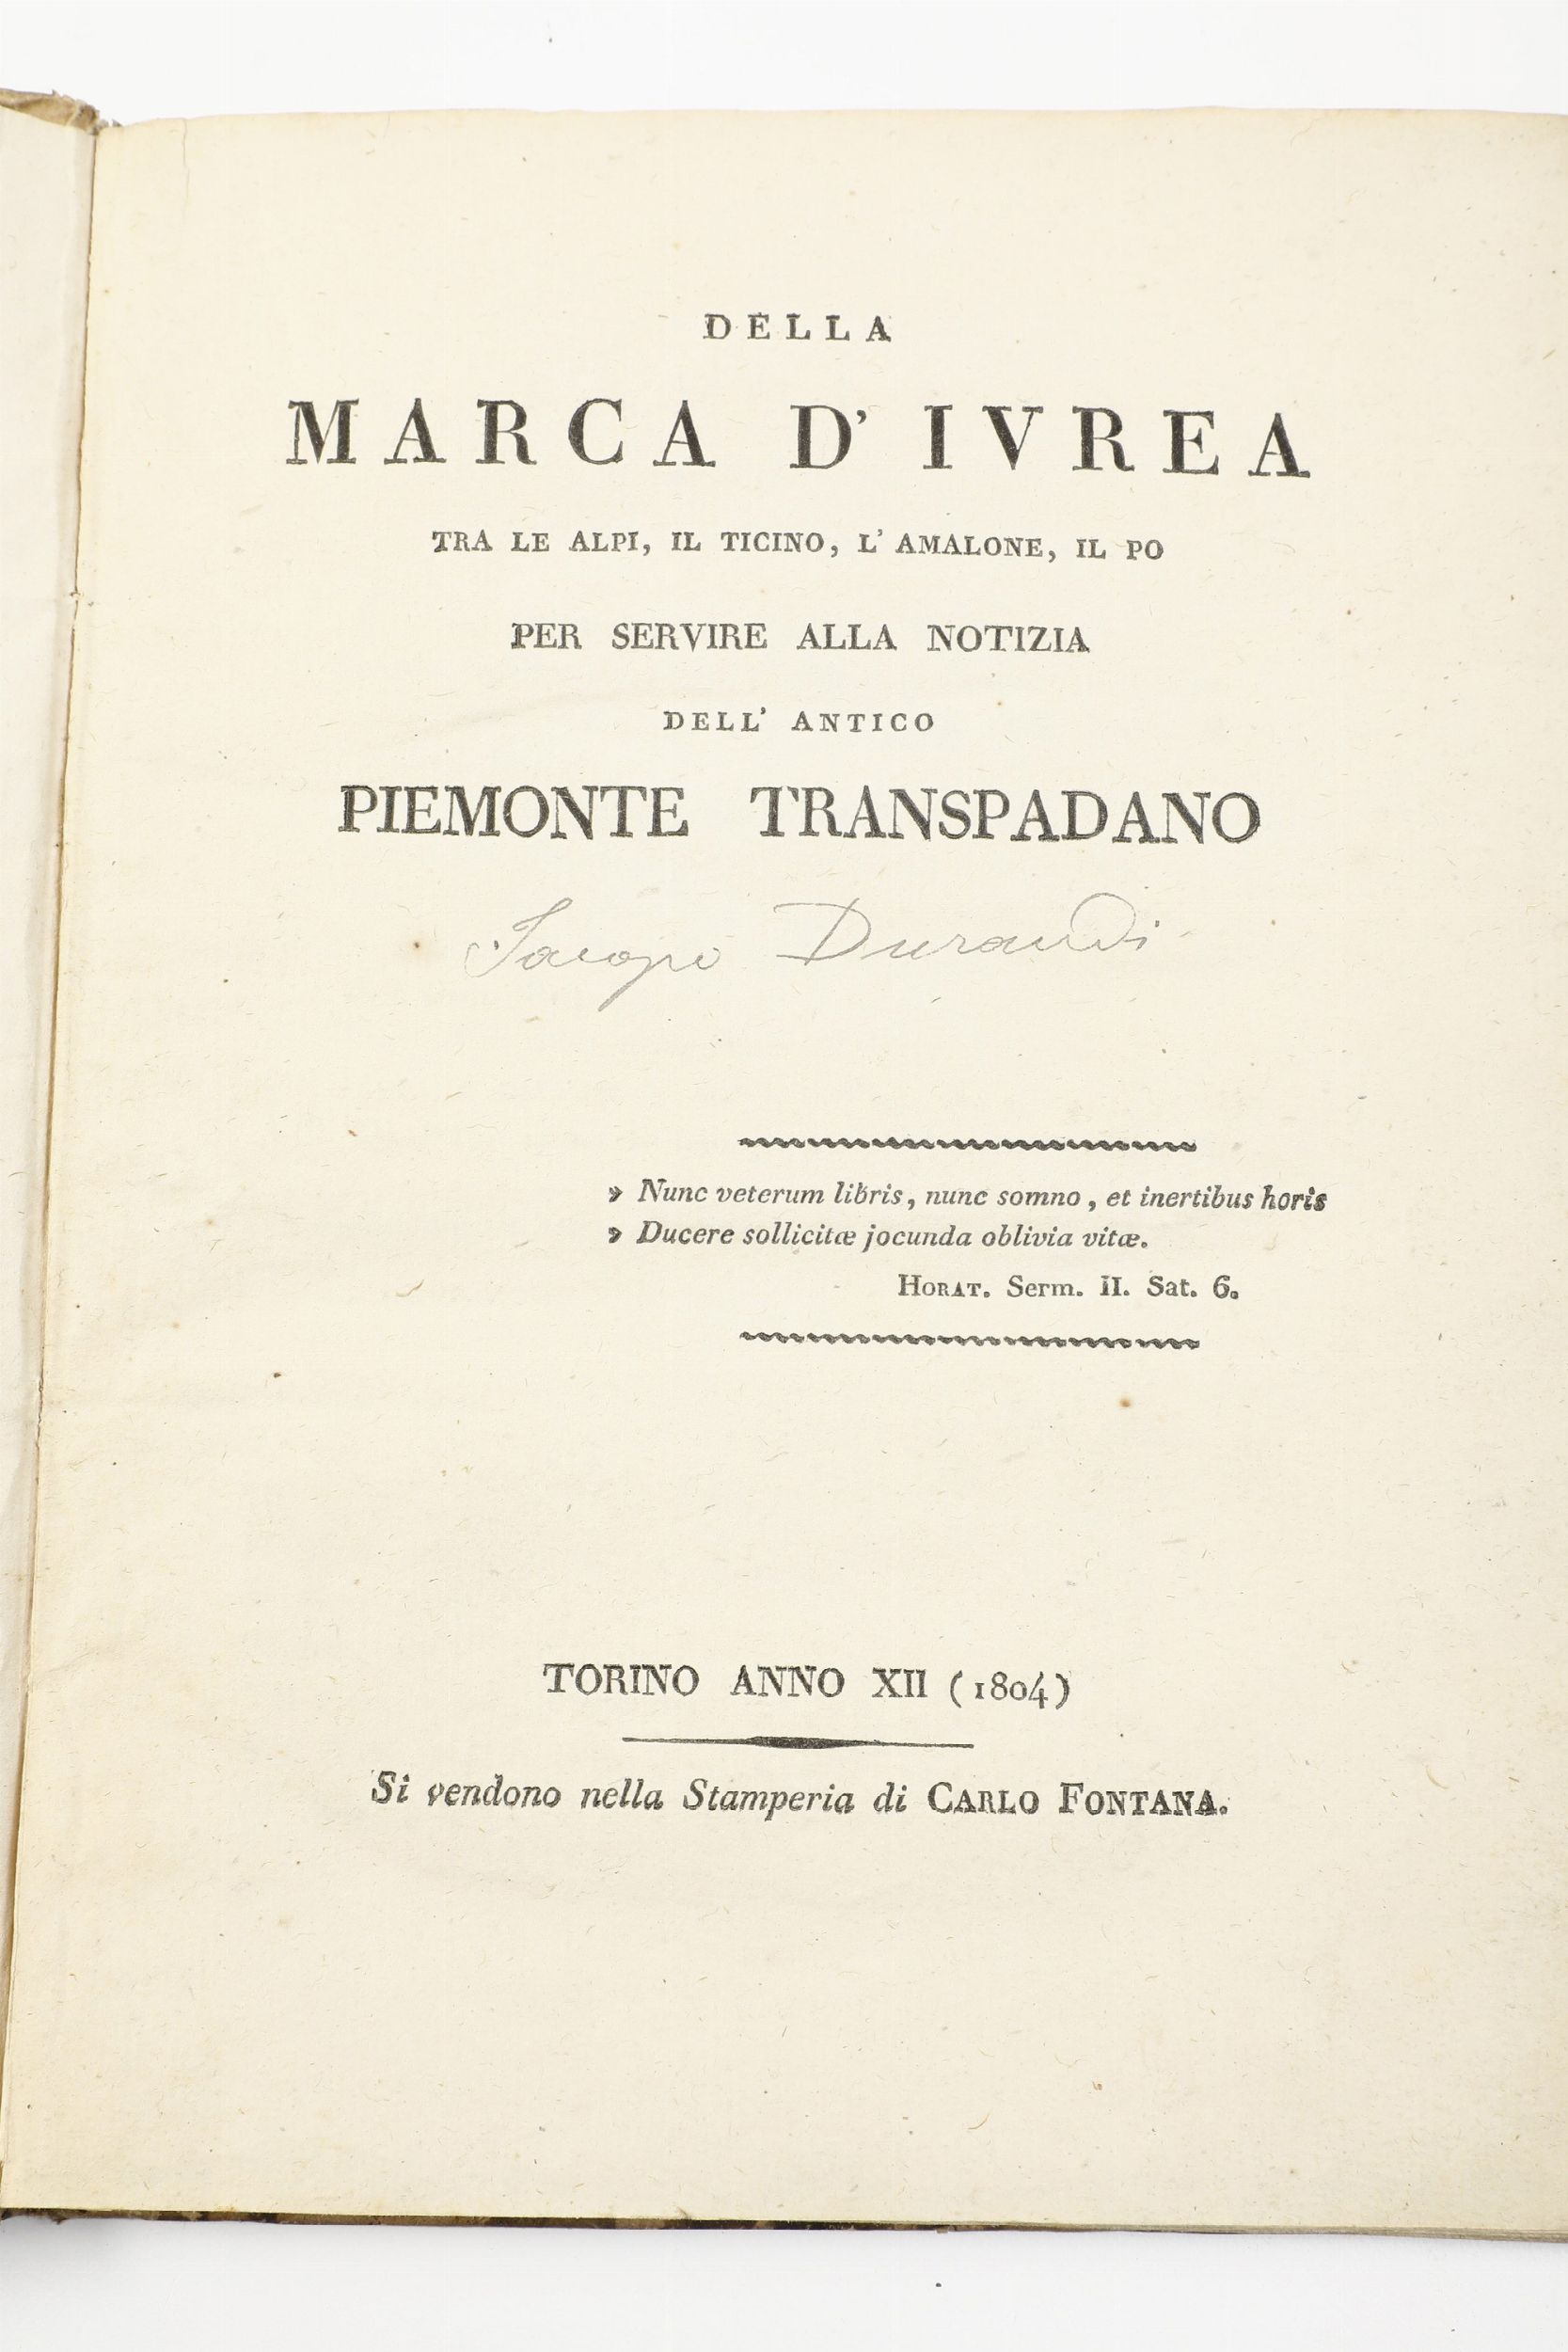 DELLA
MARCA D' IVREA
TRA LE ALPI, IL TICINO, L' AMALONE, IL PO
PER SERVIRE ALLA NOTIZIA
DELL' ANTICO
PIEMONTE TRANSPADANO
Jacopo Durandi
» Nunc veterum libris, nunc somno, et inertibus horis
» Ducere sollicitæ jocunda oblivia vitæ.
HORAT. Serm. II. Sat. 6.
TORINO ANNO XII (1804)
Si vendono nella Stamperia di CARLO FONTANA.